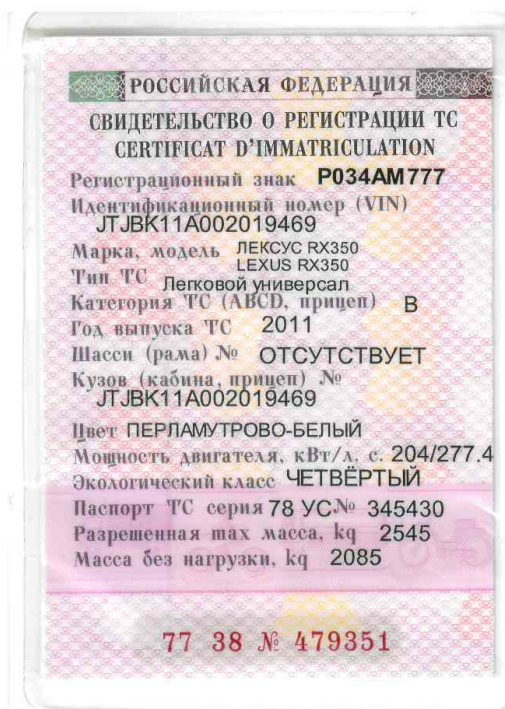 РОССИЙСКАЯ ФЕДЕРАЦИЯ
СВИДЕТЕЛЬСТВО О РЕГИСТРАЦИИ ТС
CERTIFICAT D'IMMATRICULATION
Регистрационный знак Р034АМ777
Идентификационный номер (VIN)
JTJBK11A002019469
Марка, модель ЛЕКСУС RX350
LEXUS RX350
Тип ТС Легковой универсал
Категория ТС (ABCD, прицеп) B
Год выпуска ТС 2011
Шасси (рама) № ОТСУТСТВУЕТ
Кузов (кабина, прицеп) №
JTJBK11A002019469
Цвет ПЕРЛАМУТРОВО-БЕЛЫЙ
Мощность двигателя, кВт/л. с. 204/277.4
Экологический класс ЧЕТВЁРТЫЙ
Паспорт ТС серия 78 УС № 345430
Разрешенная max масса, kq 2545
Масса без нагрузки, kq 2085
77 38 № 479351